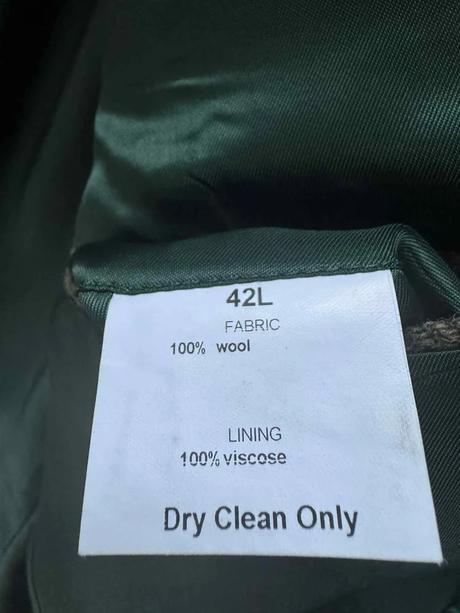 42L
FABRIC
100% wool
LINING
100% viscose
Dry Clean Only